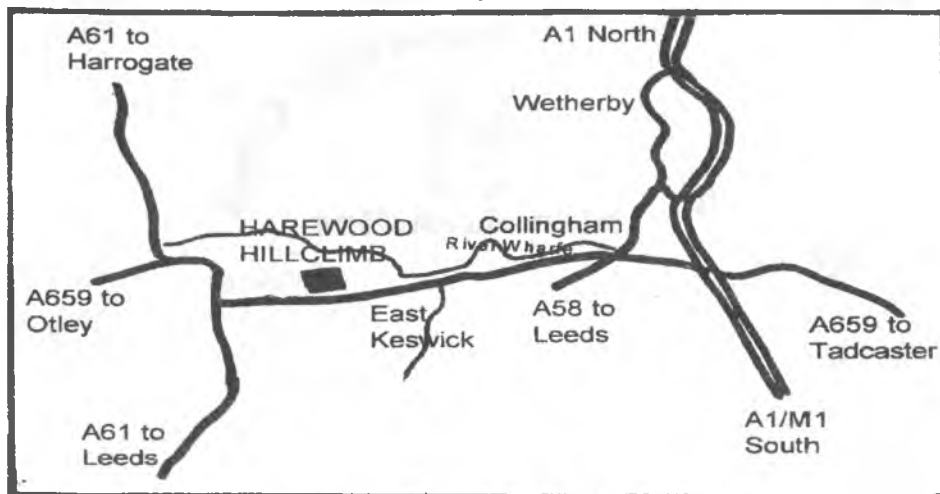 A61 to
Harrogate
A1 North
Wetherby
HAREWOOD
HILLCLIMB
Collingham
River Wharfe
A659 to
Otley
East
Keswick
A58 to
Leeds
A659 to
Tadcaster
A61 to
Leeds
A1/M1
South